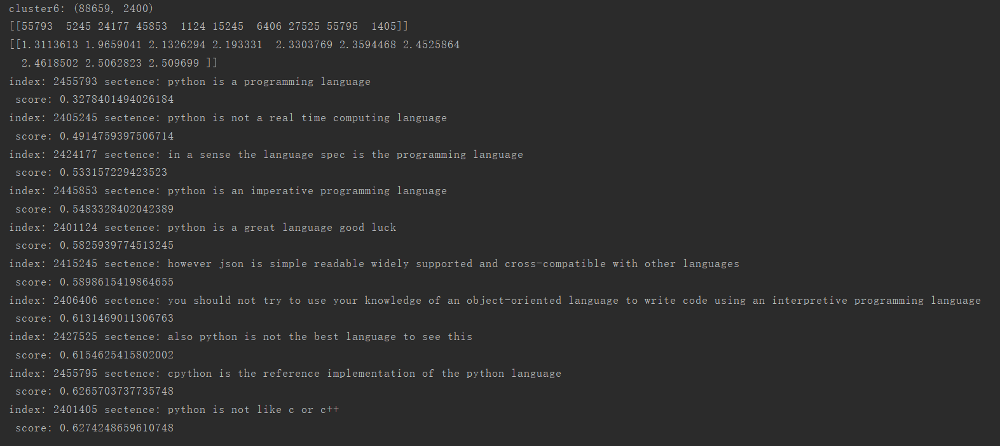 cluster6: (88659, 2400)
[[55793  5245 24177 45853  1124 15245  6406 27525 55795  1405]]
[[1.3113613 1.9659041 2.1326294 2.193331  2.3303769 2.3594468 2.4525864
  2.4618502 2.5062823 2.509699 ]]
index: 2455793 sectence: python is a programming language
 score: 0.3278401494026184
index: 2405245 sectence: python is not a real time computing language
 score: 0.4914759397506714
index: 2424177 sectence: in a sense the language spec is the programming language
 score: 0.533157229423523
index: 2445853 sectence: python is an imperative programming language
 score: 0.5483328402042389
index: 2401124 sectence: python is a great language good luck
 score: 0.5825939774513245
index: 2415245 sectence: however json is simple readable widely supported and cross-compatible with other languages
 score: 0.5898615419864655
index: 2406406 sectence: you should not try to use your knowledge of an object-oriented language to write code using an interpretive programming language
 score: 0.6131469011306763
index: 2427525 sectence: also python is not the best language to see this
 score: 0.6154625415802002
index: 2455795 sectence: cpython is the reference implementation of the python language
 score: 0.6265703737735748
index: 2401405 sectence: python is not like c or c++
 score: 0.6274248659610748